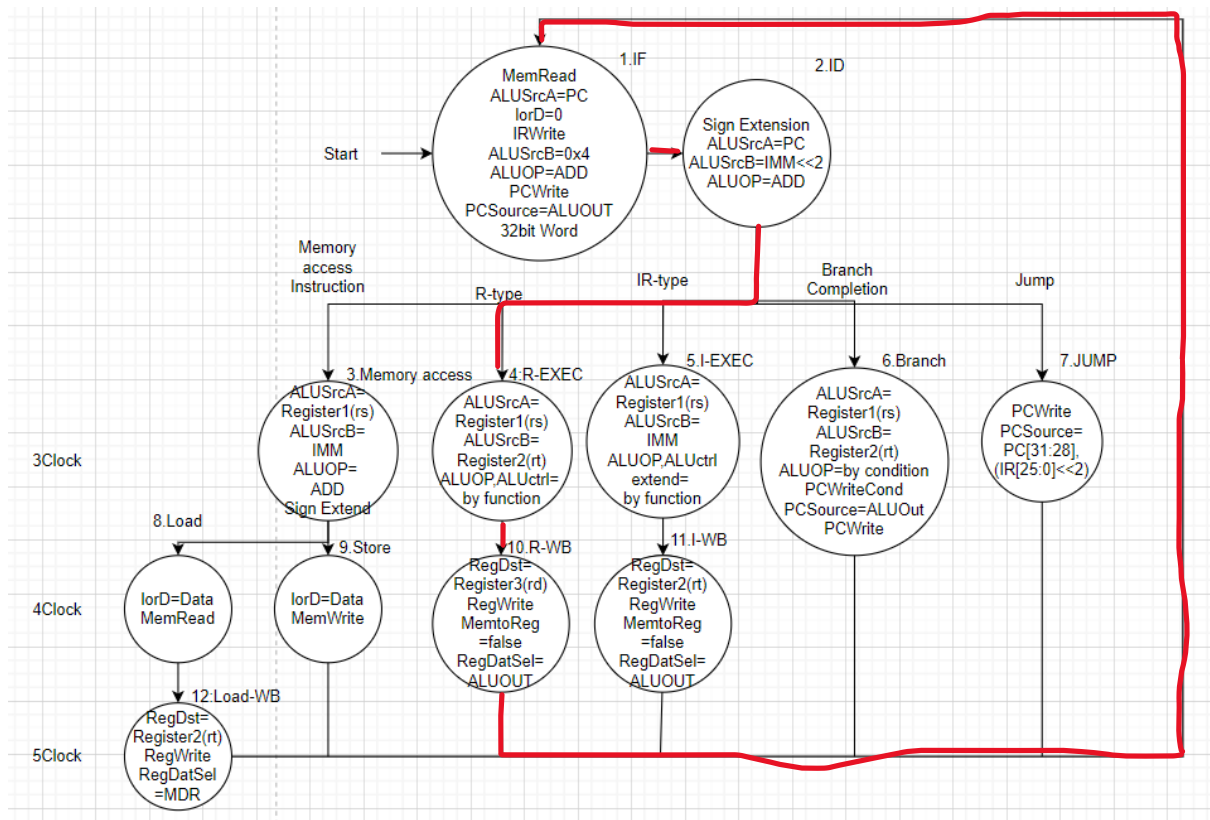 1.IF
MemRead
ALUSrcA=PC
IorD=0
IRWrite
ALUSrcB=0x4
ALUOP=ADD
PCWrite
PCSource=ALUOUT
32bit Word
2.ID
Sign Extension
ALUSrcA=PC
ALUSrcB=IMM<<2
ALUOP=ADD
Start
Memory
access
Instruction
R-type
IR-type
Branch
Completion
Jump
3Clock
3.Memory access
ALUSrcA=
Register1(rs)
ALUSrcB=
IMM
ALUOP=
ADD
Sign Extend
4:R-EXEC
ALUSrcA=
Register1(rs)
ALUSrcB=
Register2(rt)
ALUOP,ALUctrl=
by function
5.I-EXEC
ALUSrcA=
Register1(rs)
ALUSrcB=
IMM
ALUOP,ALUctrl
extend=
by function
6.Branch
ALUSrcA=
Register1(rs)
ALUSrcB=
Register2(rt)
ALUOP=by condition
PCWriteCond
PCSource=ALUOut
PCWrite
7.JUMP
PCWrite
PCSource=
PC[31:28],
(IR[25:0]<<2)
4Clock
8.Load
IorD=Data
MemRead
9.Store
IorD=Data
MemWrite
10.R-WB
RegDst=
Register3(rd)
RegWrite
MemtoReg
=false
RegDatSel=
ALUOUT
11.I-WB
RegDst=
Register2(rt)
RegWrite
MemtoReg
=false
RegDatSel=
ALUOUT
5Clock
12:Load-WB
RegDst=
Register2(rt)
RegWrite
RegDatSel
=MDR